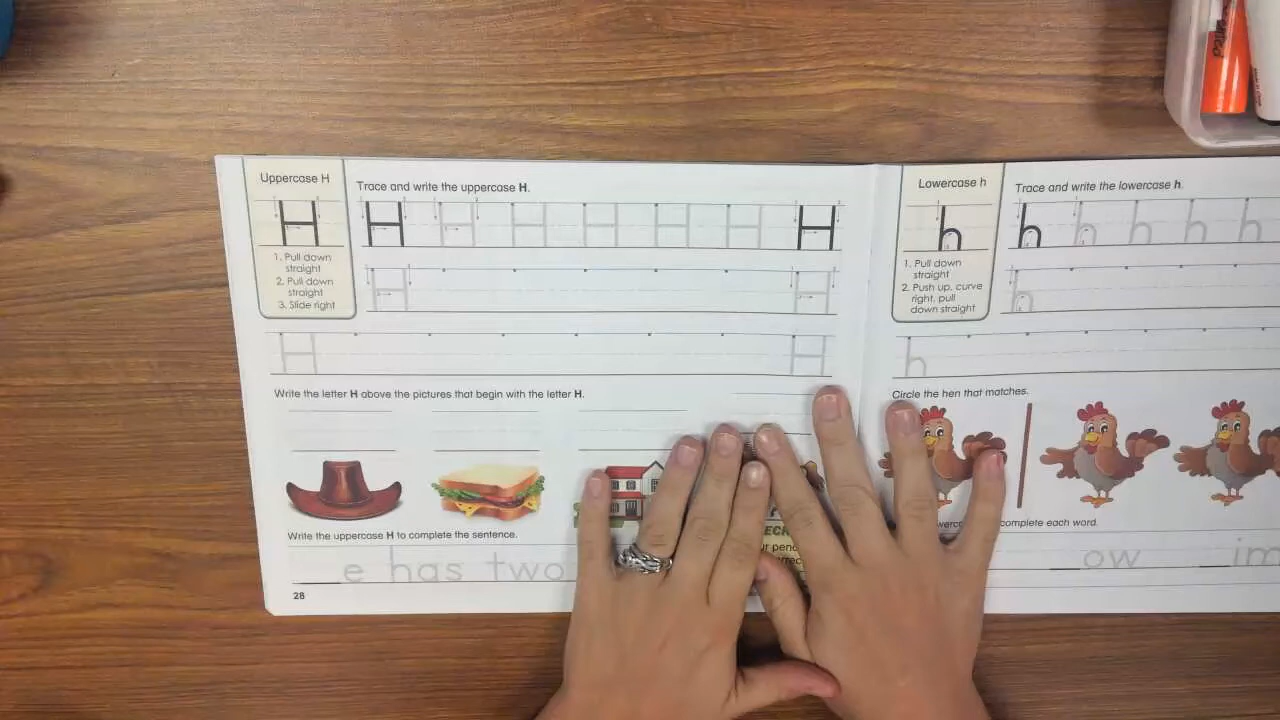 Uppercase H
H
1. Pull down
straight
2. Pull down
straight
3. Slide right
Trace and write the uppercase H.
H H H H H H H
H H
H H
Write the letter H above the pictures that begin with the letter H.
Write the uppercase H to complete the sentence.
__e has two
28
Lowercase h
h
1. Pull down
straight
2. Push up, curve
right, pull
down straight
Trace and write the lowercase h.
h h h h h
h
h
Circle the hen that matches.
complete each word.
__ow __im